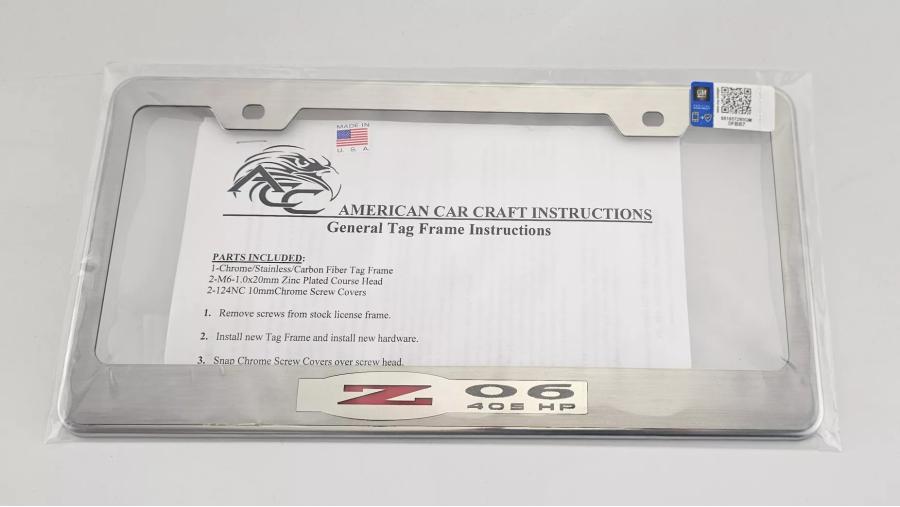 GM
MADE IN
U. S. A
ACC
AMERICAN CAR CRAFT INSTRUCTIONS
General Tag Frame Instructions
PARTS INCLUDED:
1-Chrome/Stainless/Carbon Fiber Tag Frame
2-M6-1.0x20mm Zinc Plated Course Head
2-124NC 10mmChrome Screw Covers
1. Remove screws from stock license frame.
2. Install new Tag Frame and install new hardware.
3. Snap Chrome Screw Covers over screw head.
Z 06
405 HP